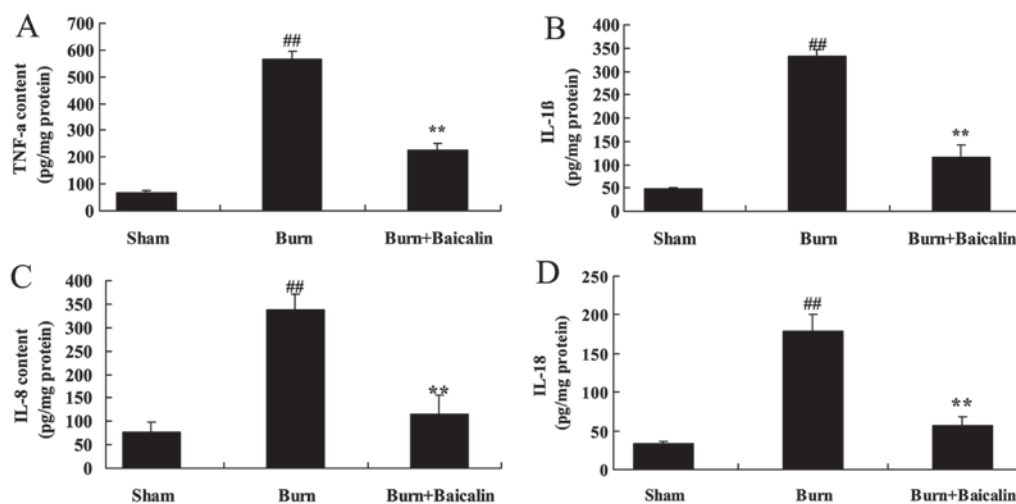 A
TNF-a content
(pg/mg protein)
700
600
500
400
300
200
100
0
##
**
Sham Burn Burn+Baicalin
B
IL-1ß
(pg/mg protein)
400
350
300
250
200
150
100
50
0
##
**
Sham Burn Burn+Baicalin
C
IL-8 content
(pg/mg protein)
400
350
300
250
200
150
100
50
0
##
**
Sham Burn Burn+Baicalin
D
IL-18
(pg/mg protein)
250
200
150
100
50
0
##
**
Sham Burn Burn+Baicalin